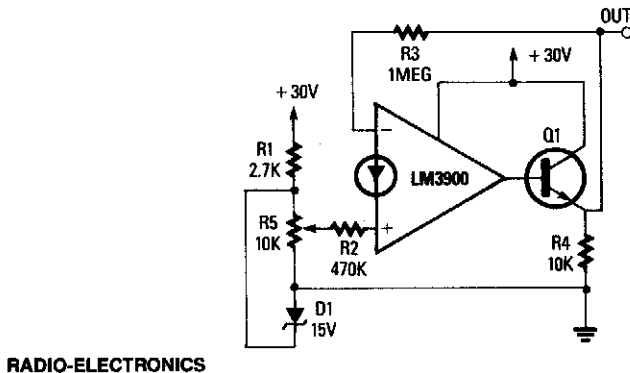 OUT
R3
1MEG
+30V
+30V
Q1
R1
2.7K
−
LM3900
R5
10K
+
R2
470K
R4
10K
D1
15V
RADIO-ELECTRONICS